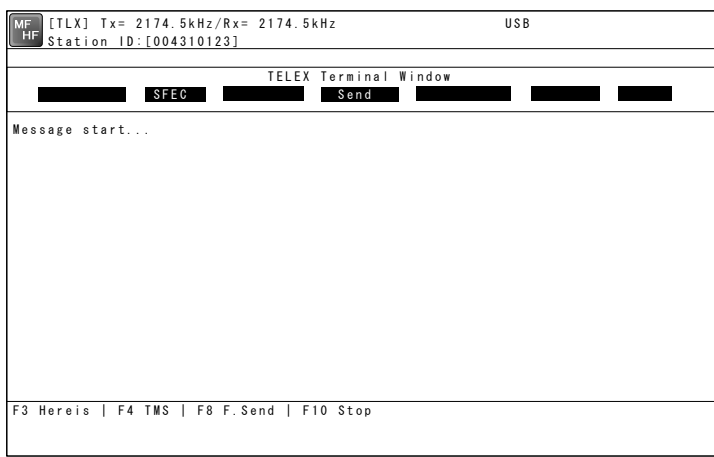 MF HF [TLX] Tx= 2174.5kHz/Rx= 2174.5kHz USB
Station ID:[004310123]
TELEX Terminal Window
SFEC Send
Message start...
F3 Hereis | F4 TMS | F8 F.Send | F10 Stop